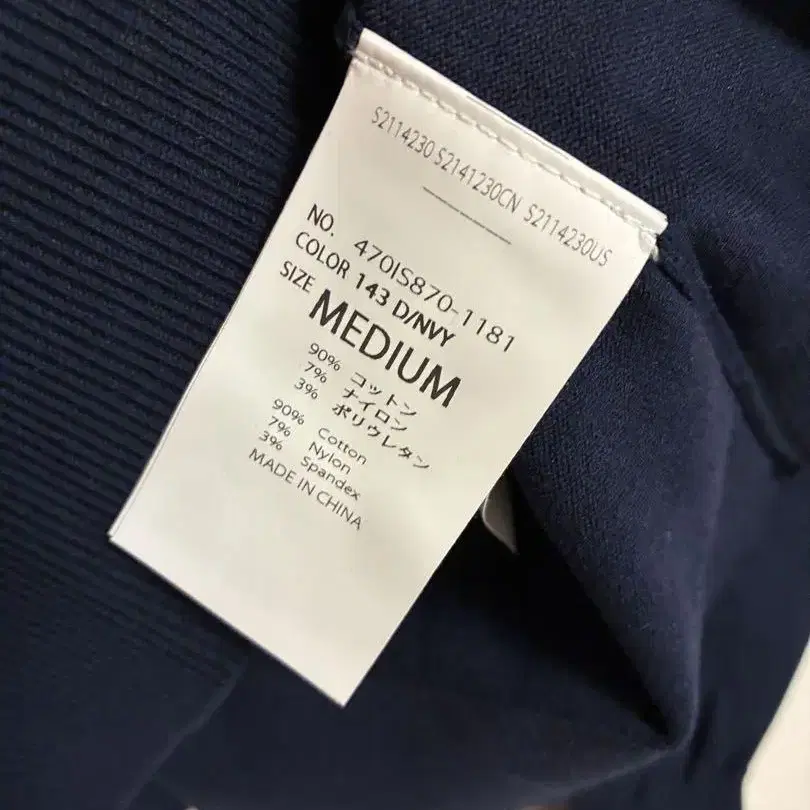 S2114230 S2141230CN S2114230US
NO. 470IS870-1181
COLOR 143 D/NVY
SIZE MEDIUM
90% コットン
7% ナイロン
3% ポリウレタン
90% Cotton
7% Nylon
3% Spandex
MADE IN CHINA